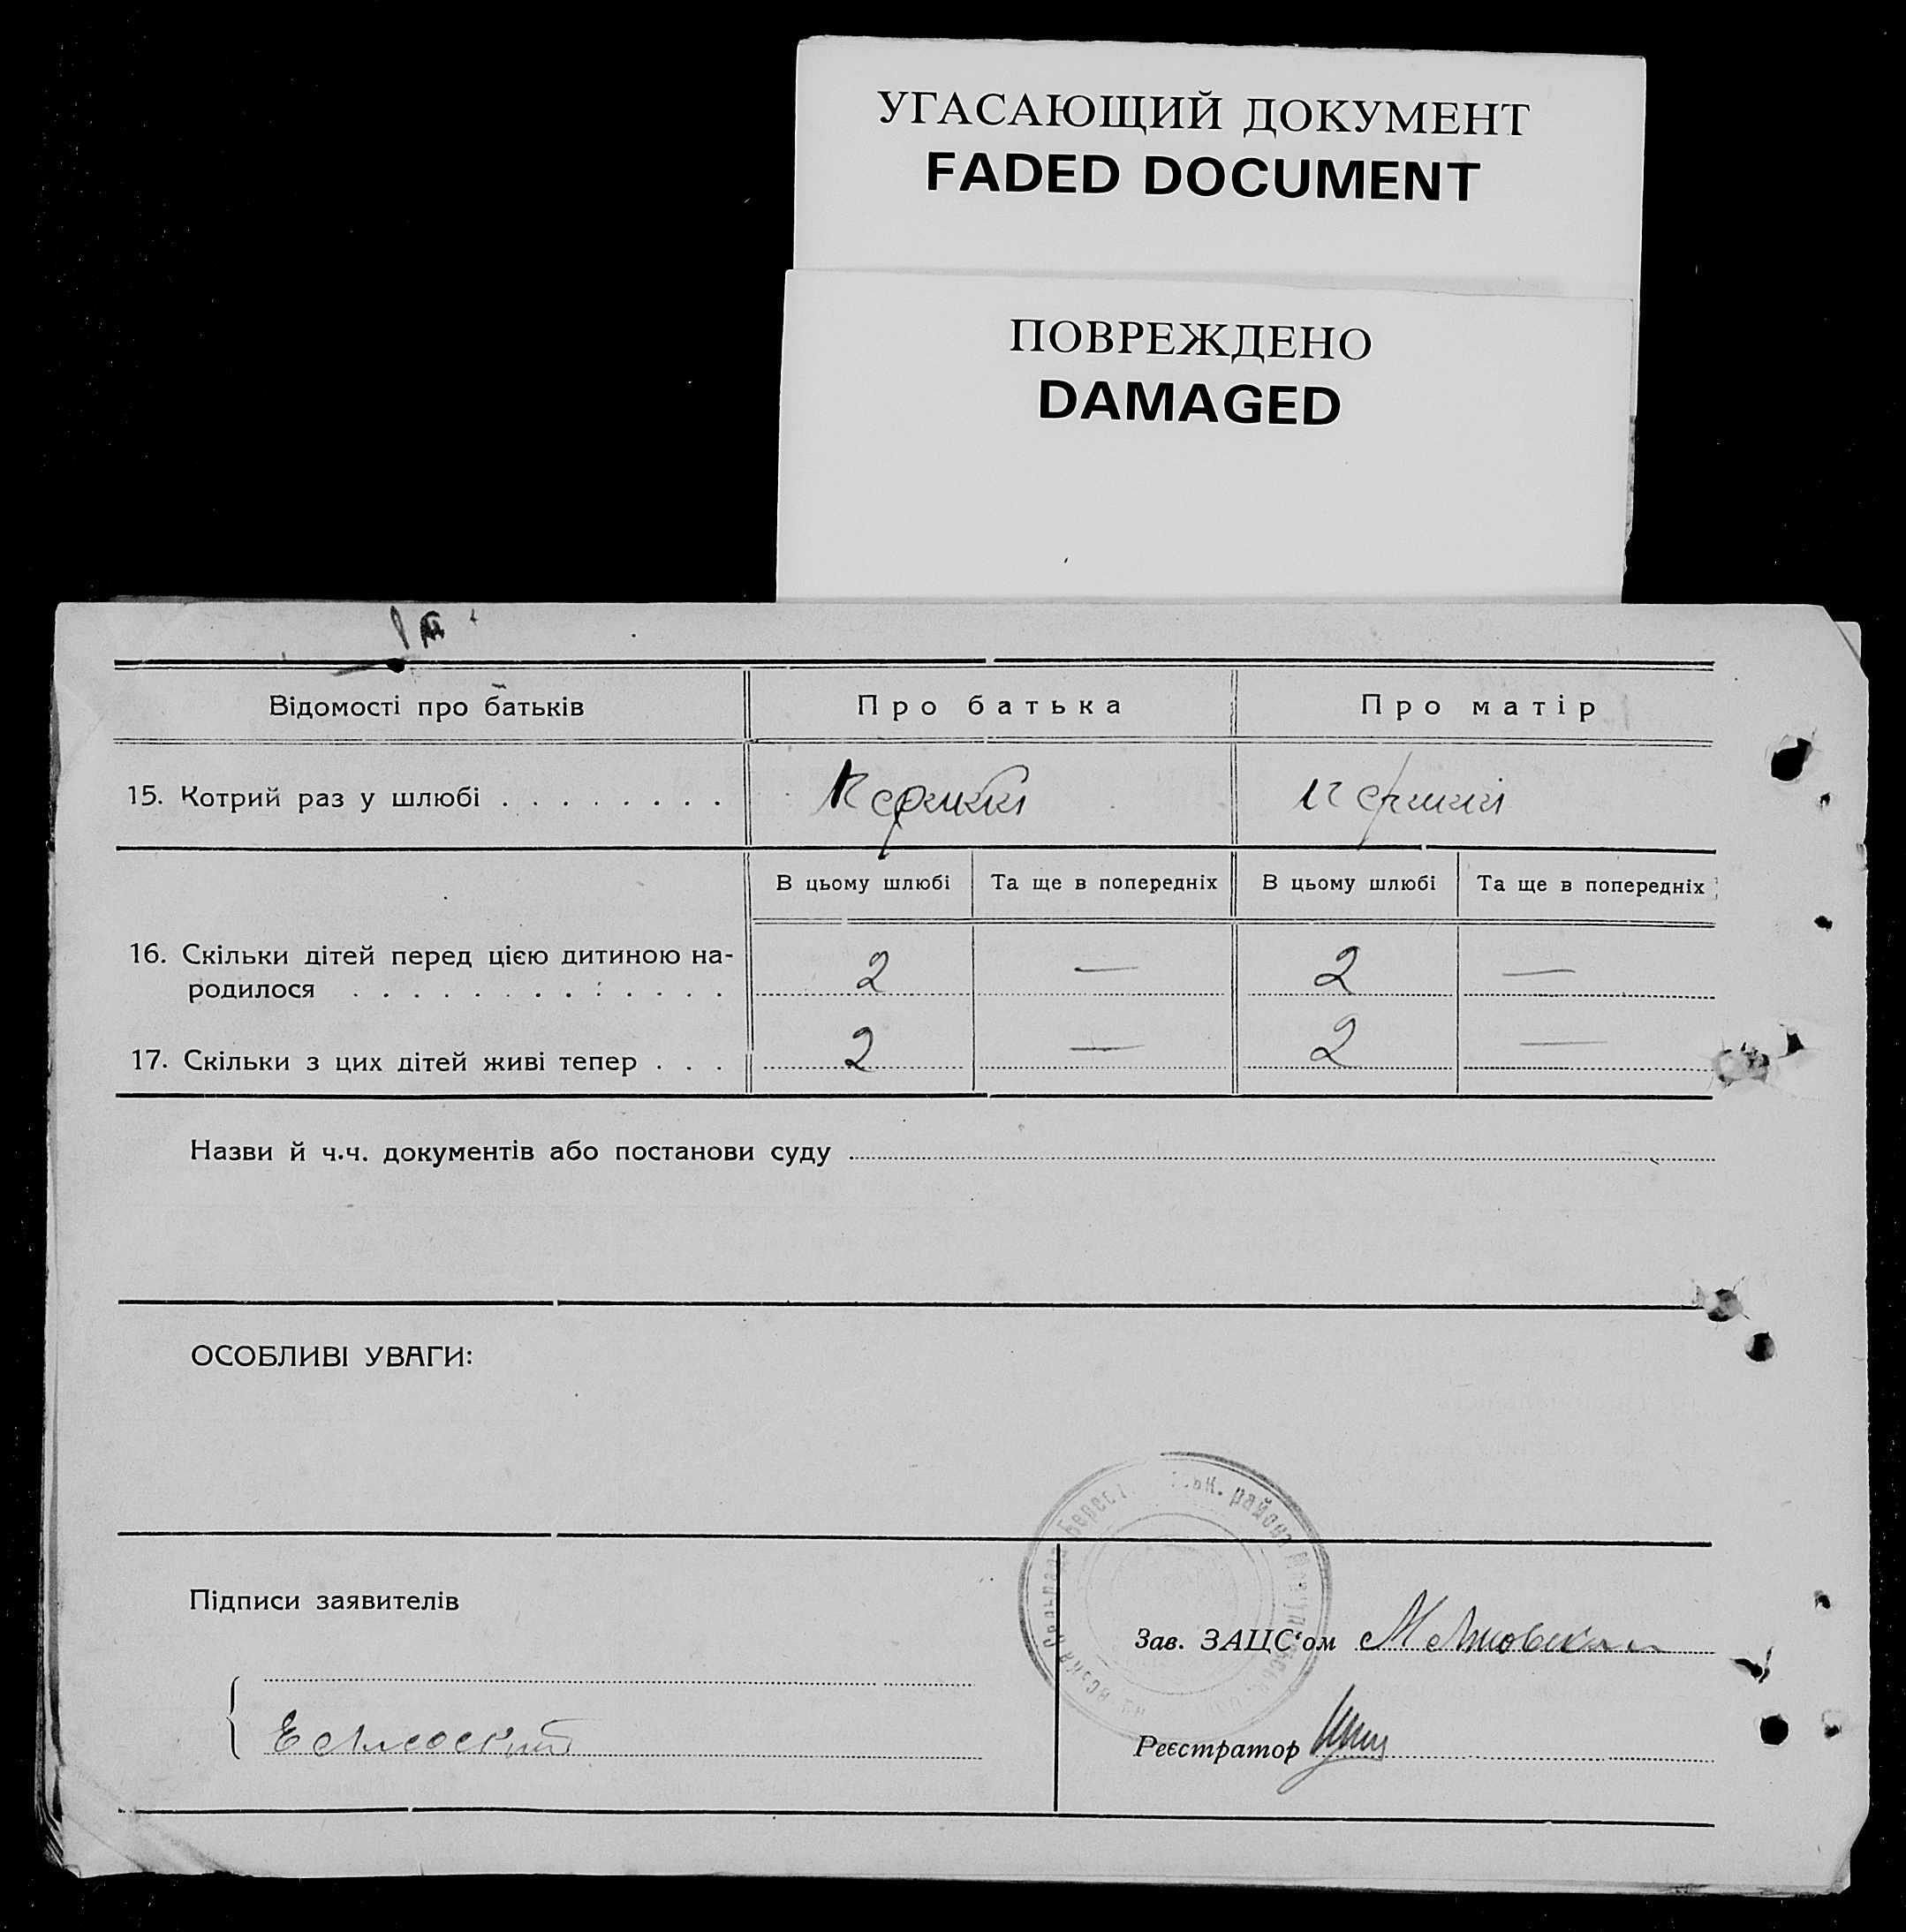 УГАСАЮЩИЙ ДОКУМЕНТ
FADED DOCUMENT
ПОВРЕЖДЕНО
DAMAGED
Відомості про батьків
Про батька
Про матір
15. Котрий раз у шлюбі . . . . . . . .
В цьому шлюбі
Та ще в попередніх
В цьому шлюбі
Та ще в попередніх
16. Скільки дітей перед цією дитиною на-
родилося . . . . . . . . . . . . .
2
—
2
—
17. Скільки з цих дітей живі тепер . . .
2
—
2
—
Назви й ч.ч. документів або постанови суду
ОСОБЛИВІ УВАГИ:
району
Підписи заявителів
Зав. ЗАЦС‘ом
Реєстратор